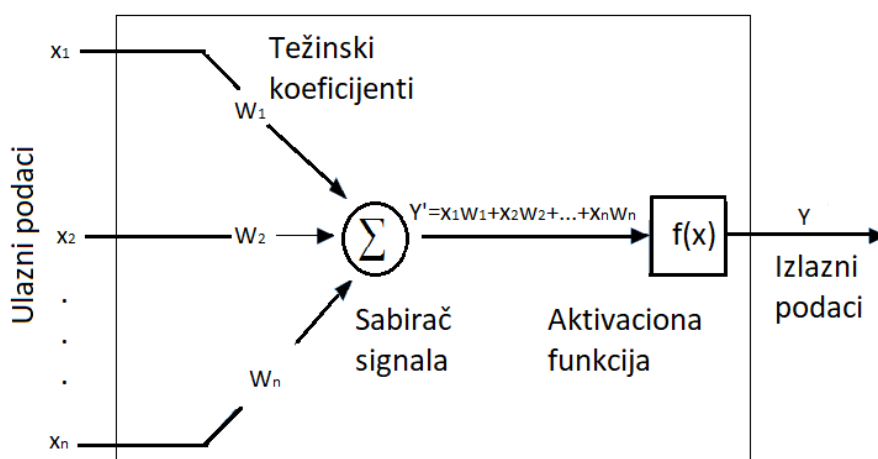 x₁
Težinski
koeficijenti
W₁
Ulazni podaci
x₂
W₂
∑
Y'=x₁w₁+x₂w₂+...+xₙwₙ
f(x)
Y
Izlazni
podaci
Sabirač
signala
Aktivaciona
funkcija
.
.
.
Wₙ
xₙ